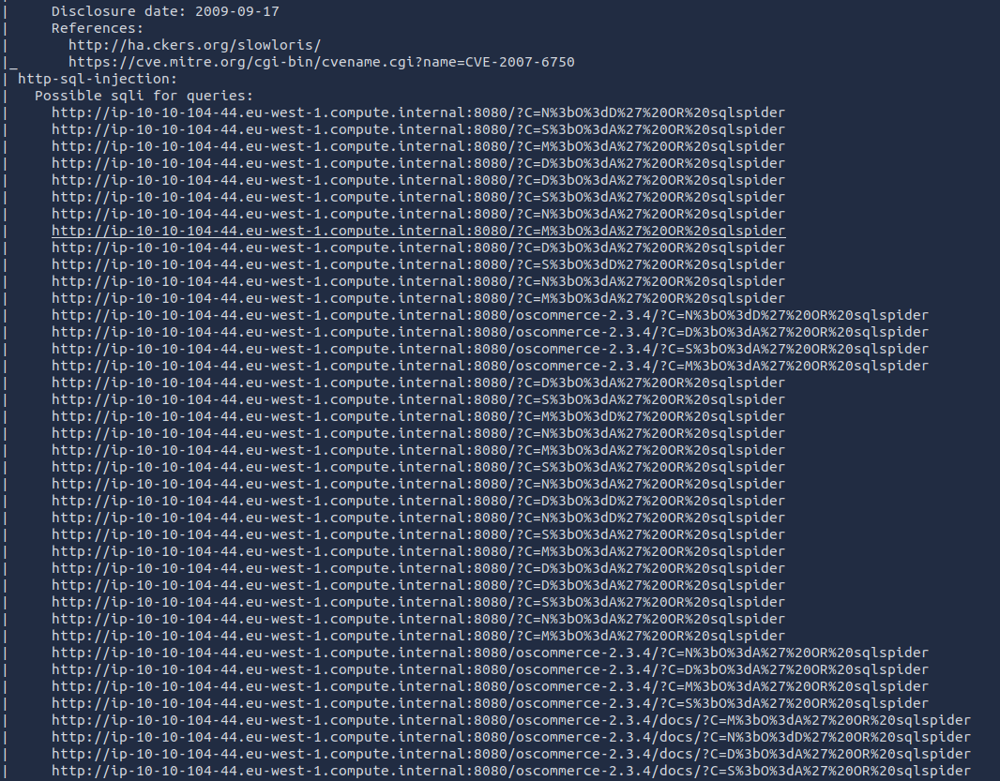 |     Disclosure date: 2009-09-17
|     References:
|       http://ha.ckers.org/slowloris/
|_      https://cve.mitre.org/cgi-bin/cvename.cgi?name=CVE-2007-6750
| http-sql-injection:
|   Possible sqli for queries:
|     http://ip-10-10-104-44.eu-west-1.compute.internal:8080/?C=N%3bO%3dD%27%20OR%20sqlspider
|     http://ip-10-10-104-44.eu-west-1.compute.internal:8080/?C=S%3bO%3dA%27%20OR%20sqlspider
|     http://ip-10-10-104-44.eu-west-1.compute.internal:8080/?C=M%3bO%3dA%27%20OR%20sqlspider
|     http://ip-10-10-104-44.eu-west-1.compute.internal:8080/?C=D%3bO%3dA%27%20OR%20sqlspider
|     http://ip-10-10-104-44.eu-west-1.compute.internal:8080/?C=D%3bO%3dA%27%20OR%20sqlspider
|     http://ip-10-10-104-44.eu-west-1.compute.internal:8080/?C=S%3bO%3dA%27%20OR%20sqlspider
|     http://ip-10-10-104-44.eu-west-1.compute.internal:8080/?C=N%3bO%3dA%27%20OR%20sqlspider
|     http://ip-10-10-104-44.eu-west-1.compute.internal:8080/?C=M%3bO%3dA%27%20OR%20sqlspider
|     http://ip-10-10-104-44.eu-west-1.compute.internal:8080/?C=D%3bO%3dA%27%20OR%20sqlspider
|     http://ip-10-10-104-44.eu-west-1.compute.internal:8080/?C=S%3bO%3dD%27%20OR%20sqlspider
|     http://ip-10-10-104-44.eu-west-1.compute.internal:8080/?C=N%3bO%3dA%27%20OR%20sqlspider
|     http://ip-10-10-104-44.eu-west-1.compute.internal:8080/?C=M%3bO%3dA%27%20OR%20sqlspider
|     http://ip-10-10-104-44.eu-west-1.compute.internal:8080/oscommerce-2.3.4/?C=N%3bO%3dD%27%20OR%20sqlspider
|     http://ip-10-10-104-44.eu-west-1.compute.internal:8080/oscommerce-2.3.4/?C=D%3bO%3dA%27%20OR%20sqlspider
|     http://ip-10-10-104-44.eu-west-1.compute.internal:8080/oscommerce-2.3.4/?C=S%3bO%3dA%27%20OR%20sqlspider
|     http://ip-10-10-104-44.eu-west-1.compute.internal:8080/oscommerce-2.3.4/?C=M%3bO%3dA%27%20OR%20sqlspider
|     http://ip-10-10-104-44.eu-west-1.compute.internal:8080/?C=D%3bO%3dA%27%20OR%20sqlspider
|     http://ip-10-10-104-44.eu-west-1.compute.internal:8080/?C=S%3bO%3dA%27%20OR%20sqlspider
|     http://ip-10-10-104-44.eu-west-1.compute.internal:8080/?C=M%3bO%3dD%27%20OR%20sqlspider
|     http://ip-10-10-104-44.eu-west-1.compute.internal:8080/?C=N%3bO%3dA%27%20OR%20sqlspider
|     http://ip-10-10-104-44.eu-west-1.compute.internal:8080/?C=M%3bO%3dA%27%20OR%20sqlspider
|     http://ip-10-10-104-44.eu-west-1.compute.internal:8080/?C=S%3bO%3dA%27%20OR%20sqlspider
|     http://ip-10-10-104-44.eu-west-1.compute.internal:8080/?C=N%3bO%3dA%27%20OR%20sqlspider
|     http://ip-10-10-104-44.eu-west-1.compute.internal:8080/?C=D%3bO%3dD%27%20OR%20sqlspider
|     http://ip-10-10-104-44.eu-west-1.compute.internal:8080/?C=N%3bO%3dD%27%20OR%20sqlspider
|     http://ip-10-10-104-44.eu-west-1.compute.internal:8080/?C=S%3bO%3dA%27%20OR%20sqlspider
|     http://ip-10-10-104-44.eu-west-1.compute.internal:8080/?C=M%3bO%3dA%27%20OR%20sqlspider
|     http://ip-10-10-104-44.eu-west-1.compute.internal:8080/?C=D%3bO%3dA%27%20OR%20sqlspider
|     http://ip-10-10-104-44.eu-west-1.compute.internal:8080/?C=D%3bO%3dA%27%20OR%20sqlspider
|     http://ip-10-10-104-44.eu-west-1.compute.internal:8080/?C=S%3bO%3dA%27%20OR%20sqlspider
|     http://ip-10-10-104-44.eu-west-1.compute.internal:8080/?C=N%3bO%3dA%27%20OR%20sqlspider
|     http://ip-10-10-104-44.eu-west-1.compute.internal:8080/?C=M%3bO%3dA%27%20OR%20sqlspider
|     http://ip-10-10-104-44.eu-west-1.compute.internal:8080/oscommerce-2.3.4/?C=N%3bO%3dA%27%20OR%20sqlspider
|     http://ip-10-10-104-44.eu-west-1.compute.internal:8080/oscommerce-2.3.4/?C=D%3bO%3dA%27%20OR%20sqlspider
|     http://ip-10-10-104-44.eu-west-1.compute.internal:8080/oscommerce-2.3.4/?C=M%3bO%3dA%27%20OR%20sqlspider
|     http://ip-10-10-104-44.eu-west-1.compute.internal:8080/oscommerce-2.3.4/?C=S%3bO%3dA%27%20OR%20sqlspider
|     http://ip-10-10-104-44.eu-west-1.compute.internal:8080/oscommerce-2.3.4/docs/?C=M%3bO%3dA%27%20OR%20sqlspider
|     http://ip-10-10-104-44.eu-west-1.compute.internal:8080/oscommerce-2.3.4/docs/?C=N%3bO%3dD%27%20OR%20sqlspider
|     http://ip-10-10-104-44.eu-west-1.compute.internal:8080/oscommerce-2.3.4/docs/?C=D%3bO%3dA%27%20OR%20sqlspider
|     http://ip-10-10-104-44.eu-west-1.compute.internal:8080/oscommerce-2.3.4/docs/?C=S%3bO%3dA%27%20OR%20sqlspider